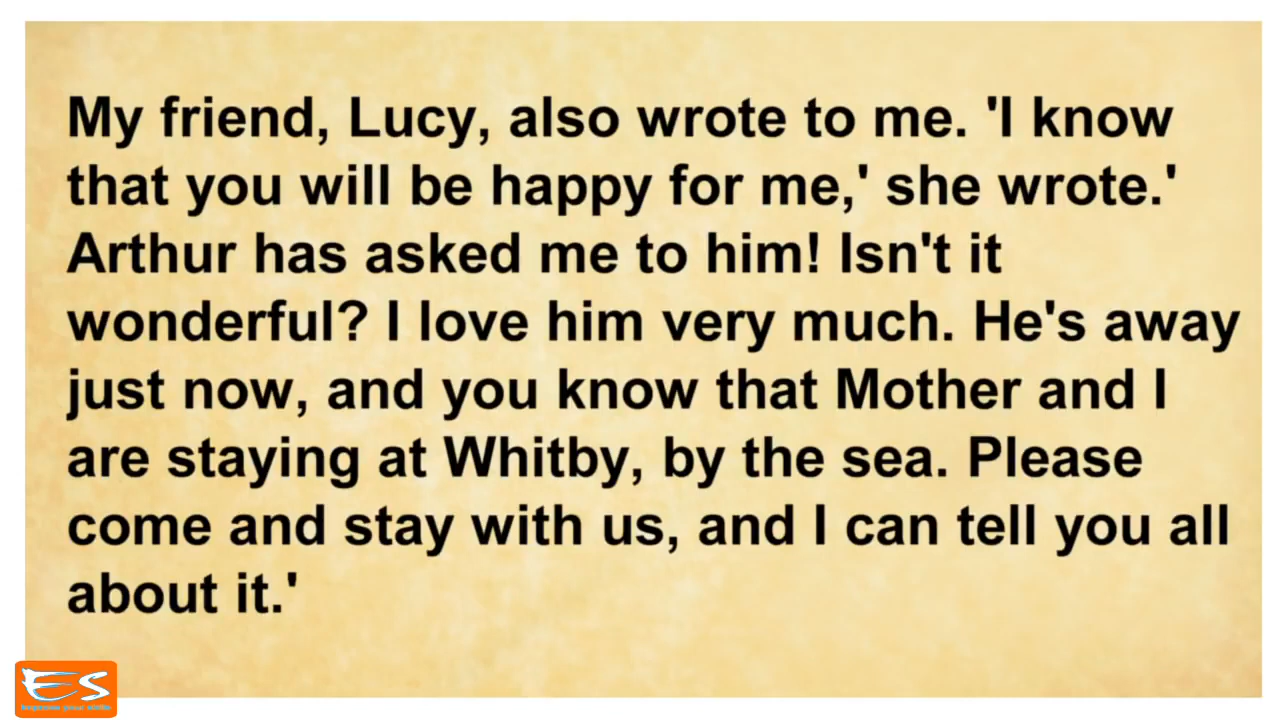 My friend, Lucy, also wrote to me. 'I know
that you will be happy for me,' she wrote.'
Arthur has asked me to him! Isn't it
wonderful? I love him very much. He's away
just now, and you know that Mother and I
are staying at Whitby, by the sea. Please
come and stay with us, and I can tell you all
about it.'
ES